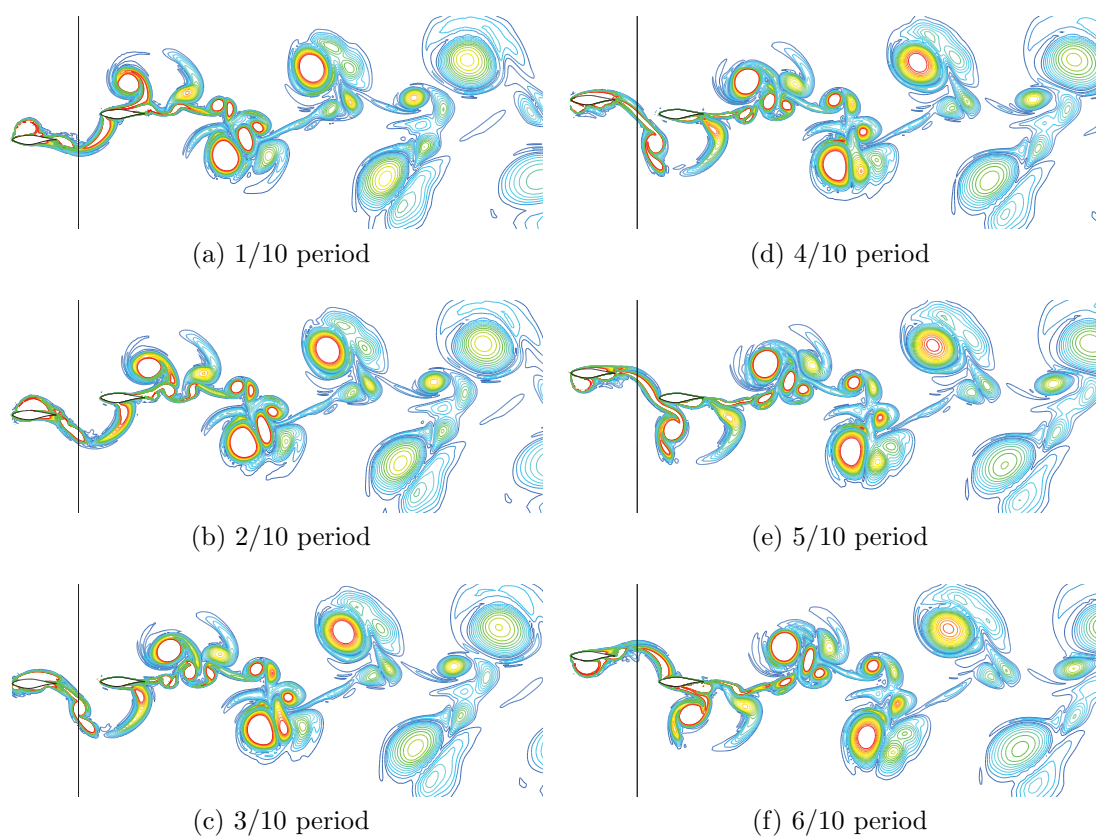 (a) 1/10 period
(d) 4/10 period
(b) 2/10 period
(e) 5/10 period
(c) 3/10 period
(f) 6/10 period